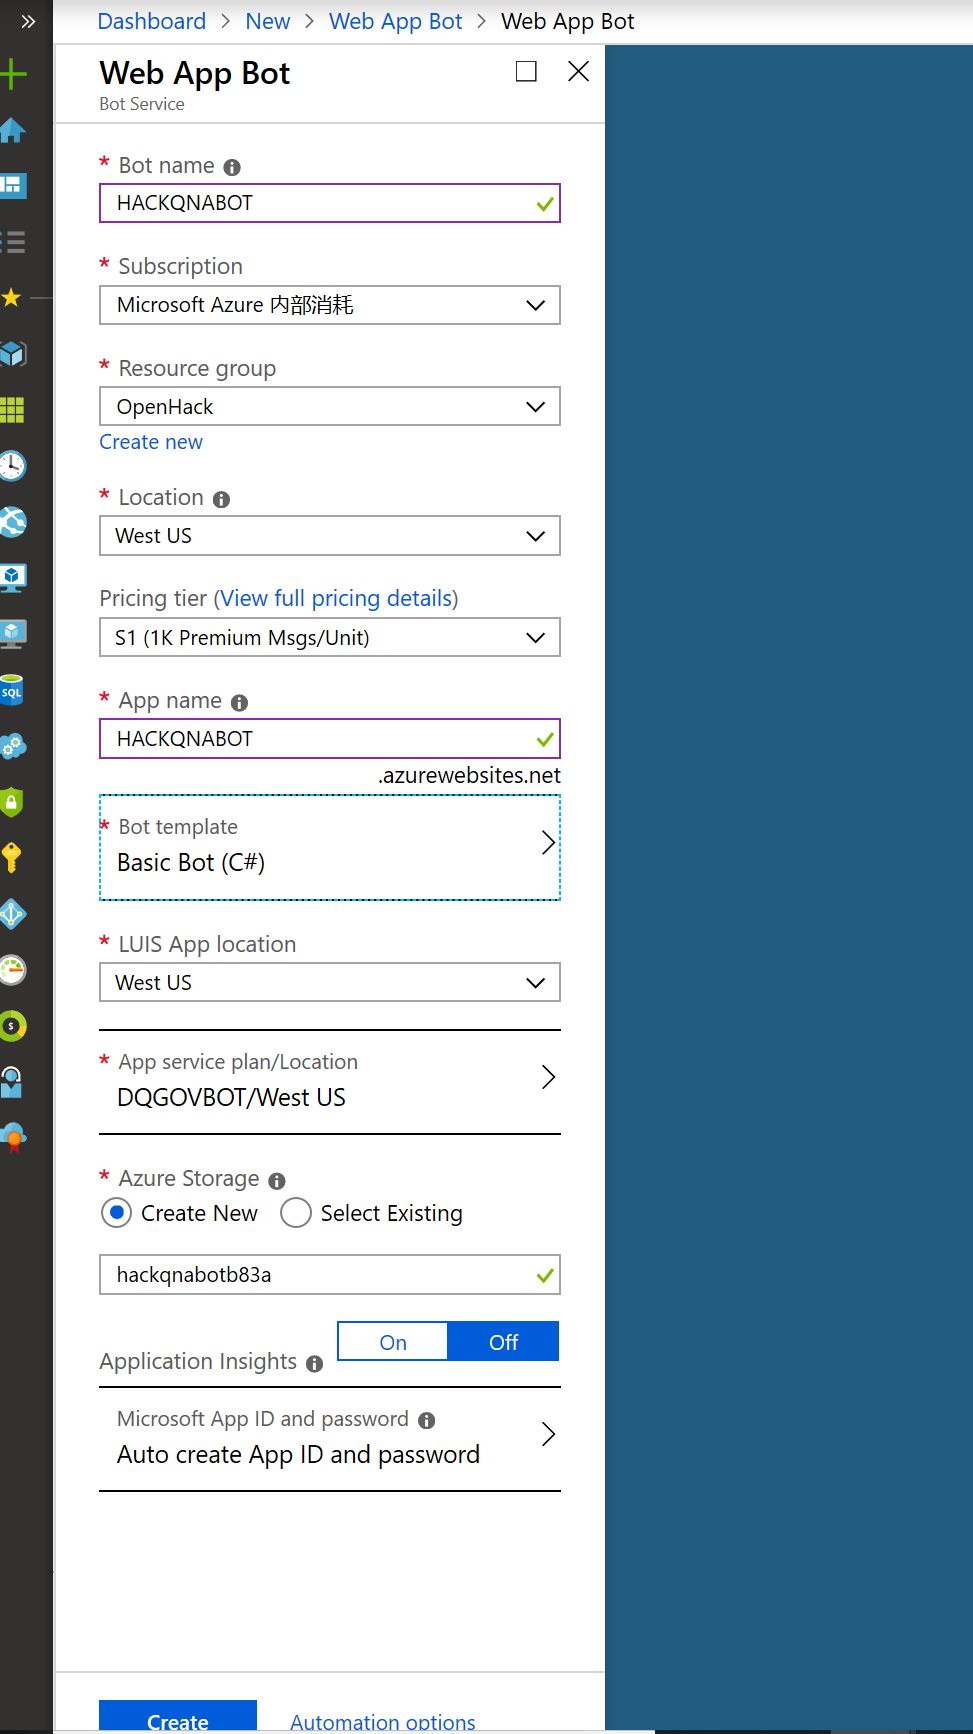 Dashboard > New > Web App Bot > Web App Bot
Web App Bot
Bot Service
* Bot name
HACKQNABOT
* Subscription
Microsoft Azure 内部消耗
* Resource group
OpenHack
Create new
* Location
West US
Pricing tier (View full pricing details)
S1 (1K Premium Msgs/Unit)
* App name
HACKQNABOT
.azurewebsites.net
* Bot template
Basic Bot (C#)
* LUIS App location
West US
* App service plan/Location
DQGOVBOT/West US
* Azure Storage
Create New Select Existing
hackqnabotb83a
On Off
Application Insights
Microsoft App ID and password
Auto create App ID and password
Create Automation options
SQL